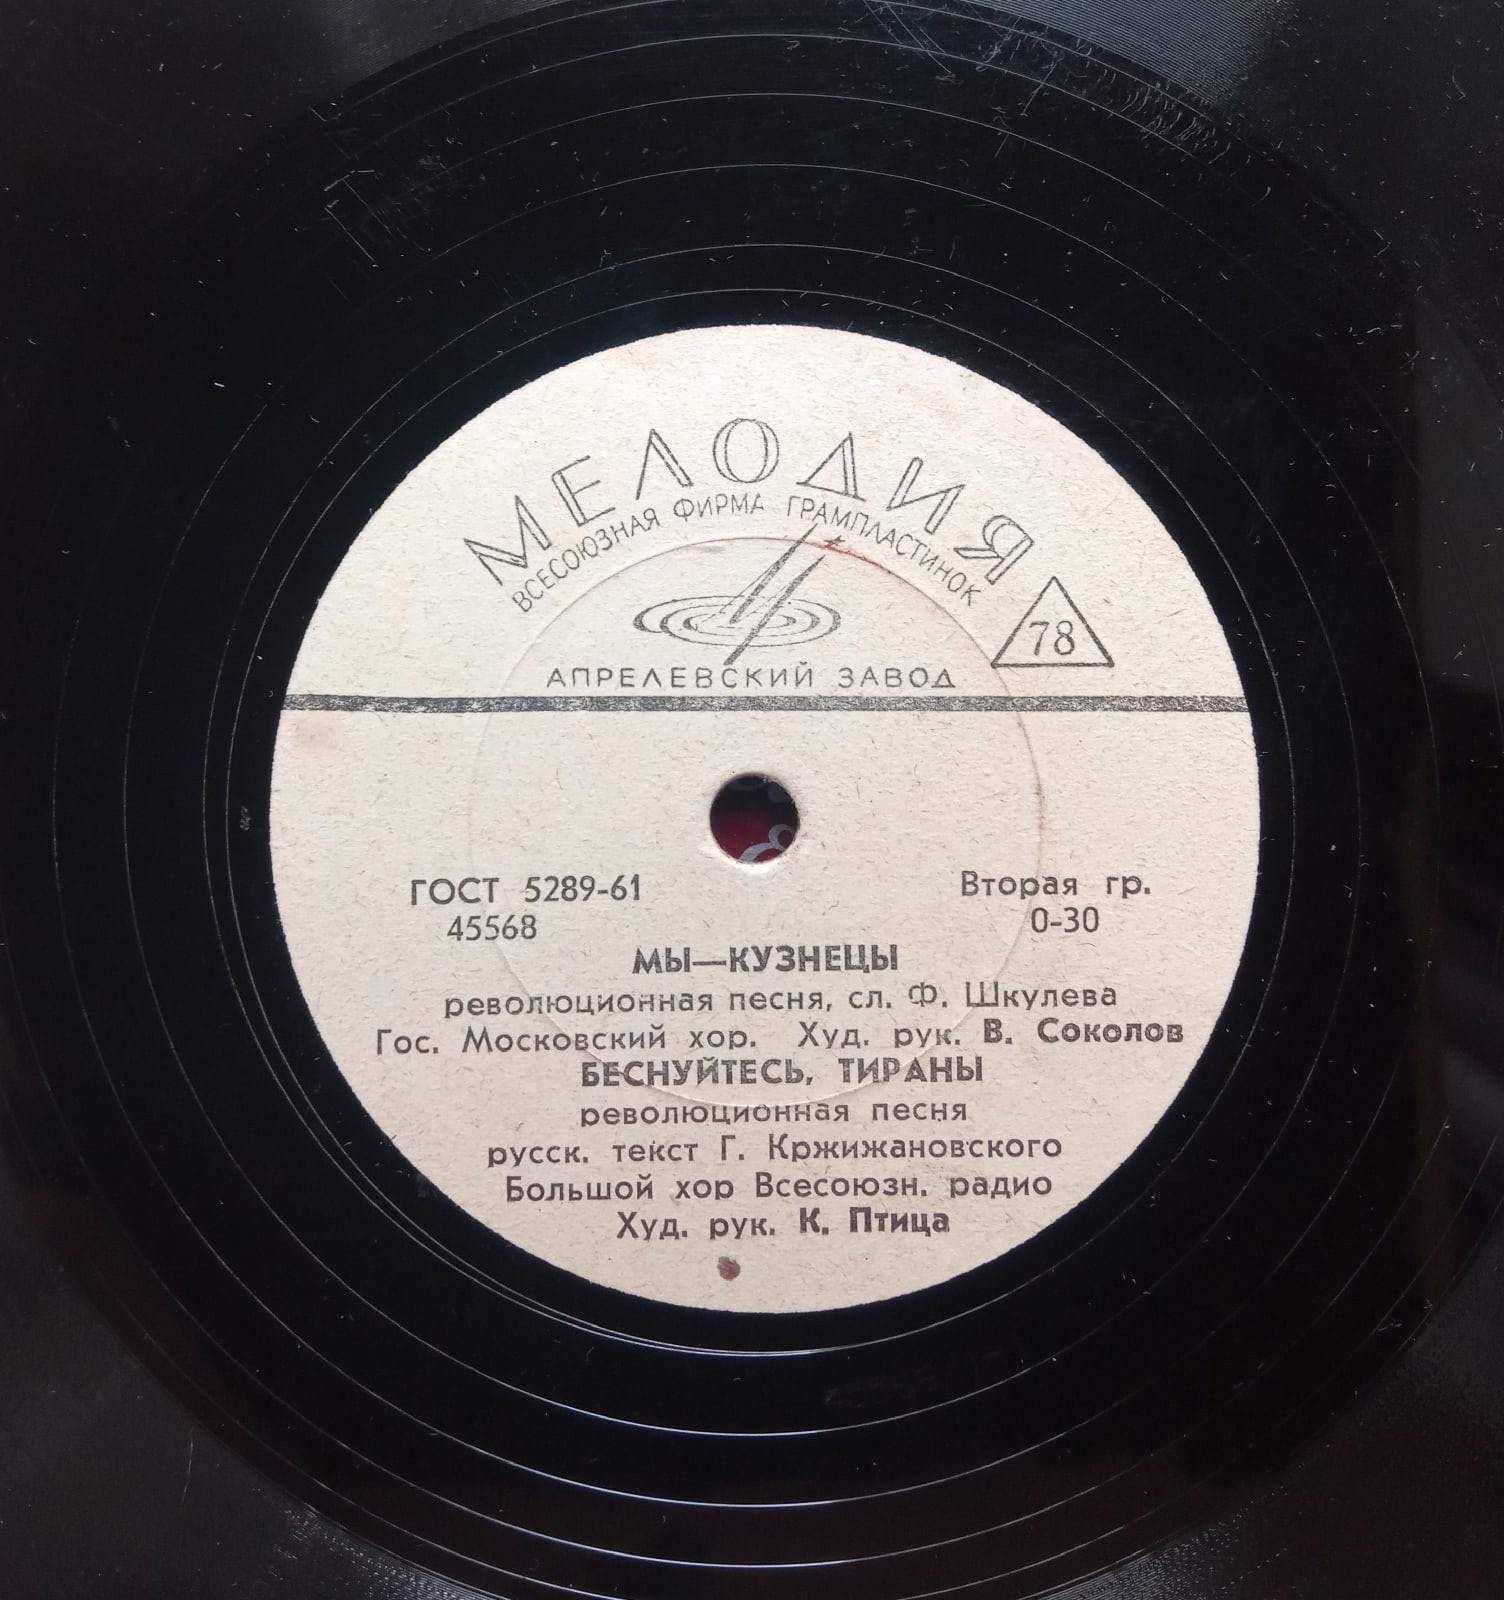 МЕЛОДИЯ
ВСЕСОЮЗНАЯ ФИРМА ГРАМПЛАСТИНОК
78
АПРЕЛЕВСКИЙ ЗАВОД
ГОСТ 5289-61
45568
Вторая гр.
0-30
МЫ—КУЗНЕЦЫ
революционная песня, сл. Ф. Шкулева
Гос. Московский хор. Худ. рук. В. Соколов
БЕСНУЙТЕСЬ, ТИРАНЫ
революционная песня
русск. текст Г. Кржижановского
Большой хор Всесоюзн. радио
Худ. рук. К. Птица